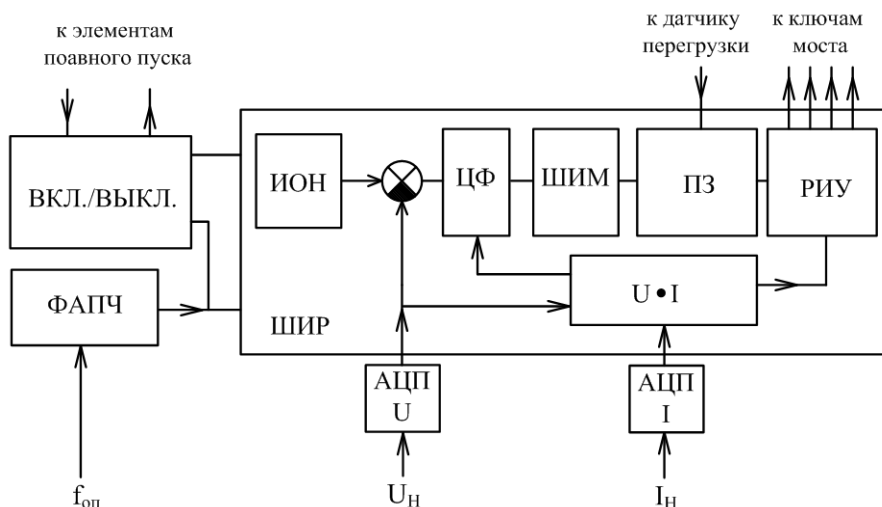 к элементам
поавного пуска
к датчику
перегрузки
к ключам
моста
ВКЛ./ВЫКЛ.
ИОН
ЦФ
ШИМ
ПЗ
РИУ
ФАПЧ
U•I
ШИР
АЦП
U
АЦП
I
fоп
UН
IН